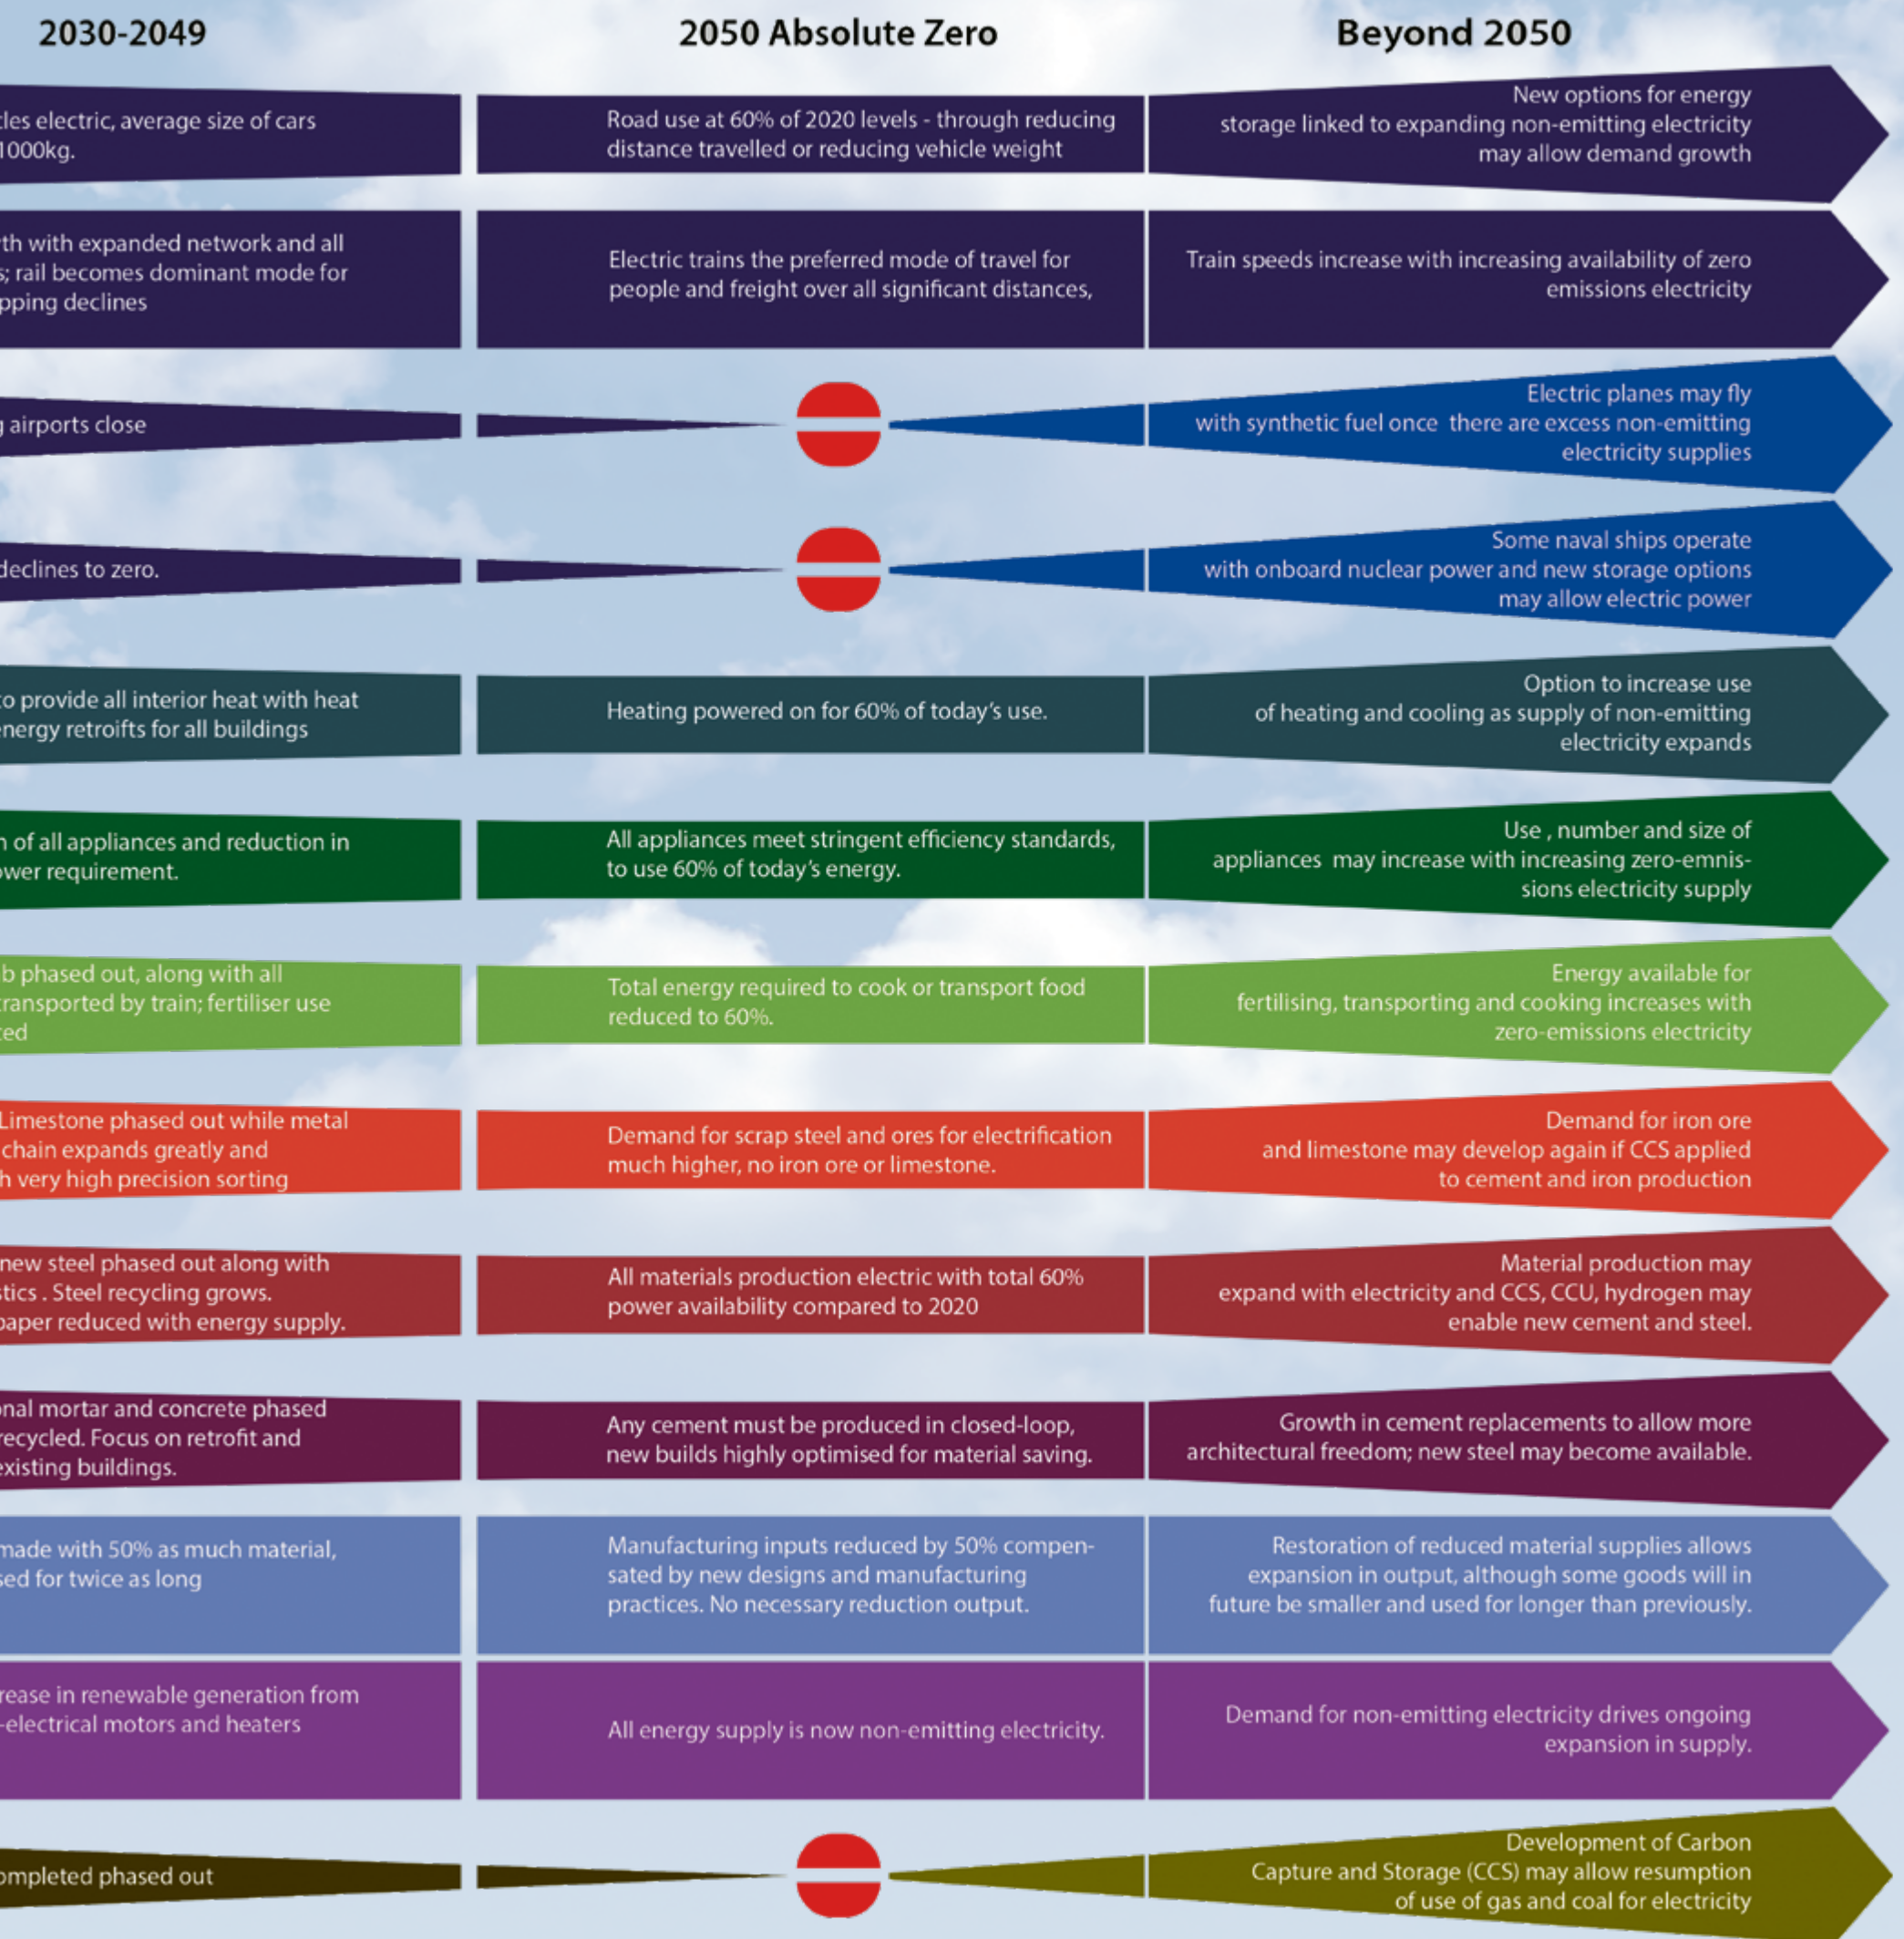 2030-2049
2050 Absolute Zero
Beyond 2050
cles electric, average size of cars
1000kg.
Road use at 60% of 2020 levels - through reducing
distance travelled or reducing vehicle weight
New options for energy
storage linked to expanding non-emitting electricity
may allow demand growth
th with expanded network and all
s; rail becomes dominant mode for
pping declines
Electric trains the preferred mode of travel for
people and freight over all significant distances,
Train speeds increase with increasing availability of zero
emissions electricity
g airports close
Electric planes may fly
with synthetic fuel once there are excess non-emitting
electricity supplies
declines to zero.
Some naval ships operate
with onboard nuclear power and new storage options
may allow electric power
to provide all interior heat with heat
energy retroifts for all buildings
Heating powered on for 60% of today's use.
Option to increase use
of heating and cooling as supply of non-emitting
electricity expands
n of all appliances and reduction in
ower requirement.
All appliances meet stringent efficiency standards,
to use 60% of today's energy.
Use , number and size of
appliances may increase with increasing zero-emnis-
sions electricity supply
b phased out, along with all
transported by train; fertiliser use
ted
Total energy required to cook or transport food
reduced to 60%.
Energy available for
fertilising, transporting and cooking increases with
zero-emissions electricity
Limestone phased out while metal
chain expands greatly and
h very high precision sorting
Demand for scrap steel and ores for electrification
much higher, no iron ore or limestone.
Demand for iron ore
and limestone may develop again if CCS applied
to cement and iron production
new steel phased out along with
stics . Steel recycling grows.
paper reduced with energy supply.
All materials production electric with total 60%
power availability compared to 2020
Material production may
expand with electricity and CCS, CCU, hydrogen may
enable new cement and steel.
onal mortar and concrete phased
recycled. Focus on retrofit and
existing buildings.
Any cement must be produced in closed-loop,
new builds highly optimised for material saving.
Growth in cement replacements to allow more
architectural freedom; new steel may become available.
made with 50% as much material,
sed for twice as long
Manufacturing inputs reduced by 50% compen-
sated by new designs and manufacturing
practices. No necessary reduction output.
Restoration of reduced material supplies allows
expansion in output, although some goods will in
future be smaller and used for longer than previously.
rease in renewable generation from
-electrical motors and heaters
All energy supply is now non-emitting electricity.
Demand for non-emitting electricity drives ongoing
expansion in supply.
ompleted phased out
Development of Carbon
Capture and Storage (CCS) may allow resumption
of use of gas and coal for electricity